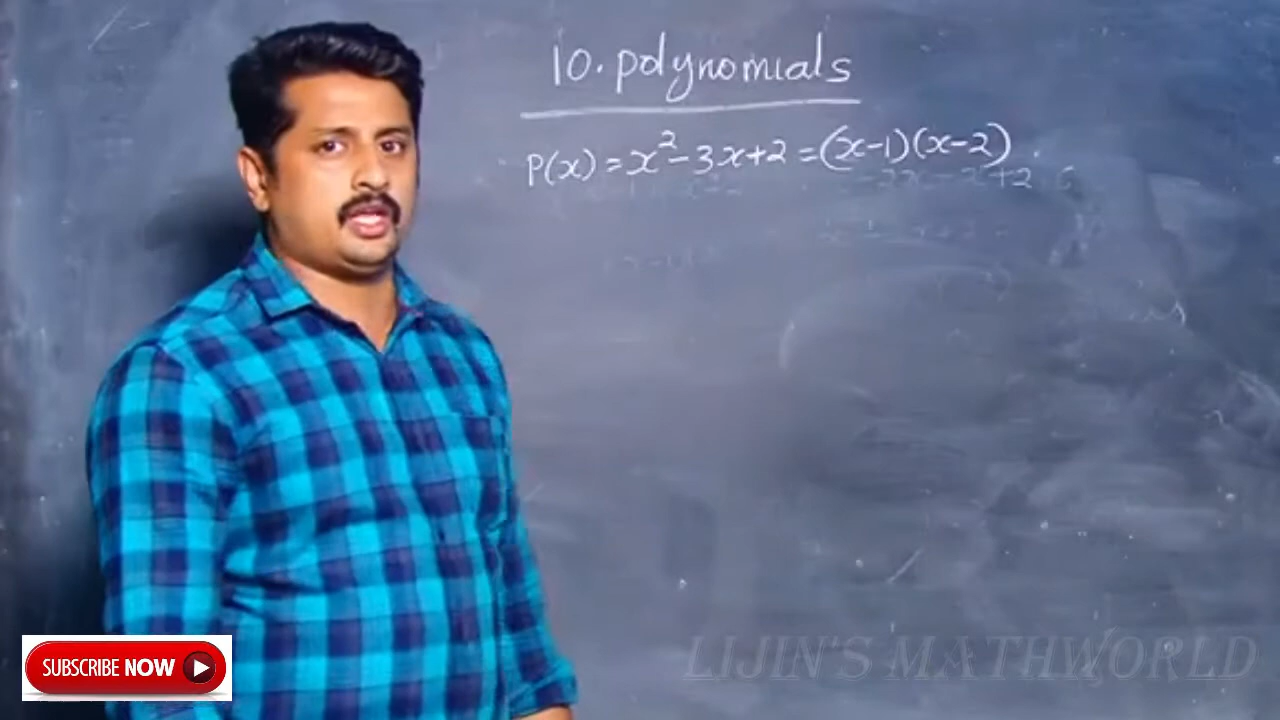 10. polynomials
P(x) = x² - 3x + 2 = (x-1)(x-2)
SUBSCRIBE NOW
LIJIN'S MATHWORLD